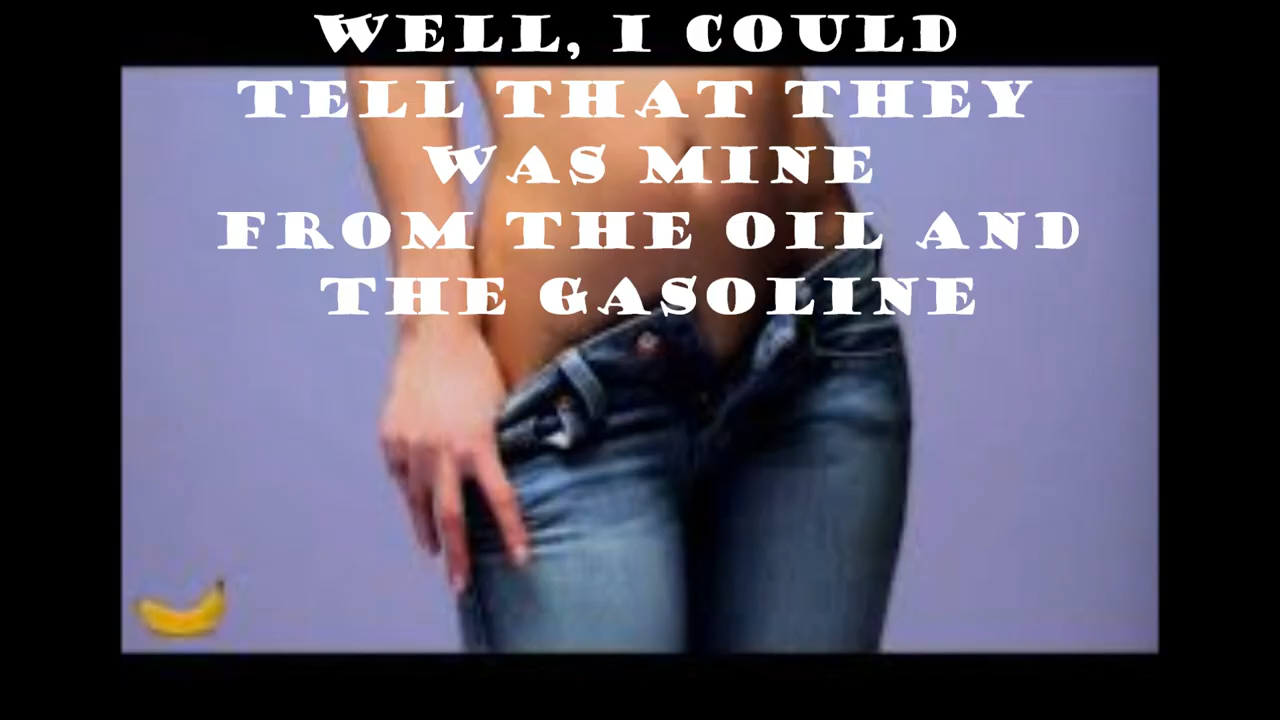 WELL, I COULD
TELL THAT THEY
WAS MINE
FROM THE OIL AND
THE GASOLINE